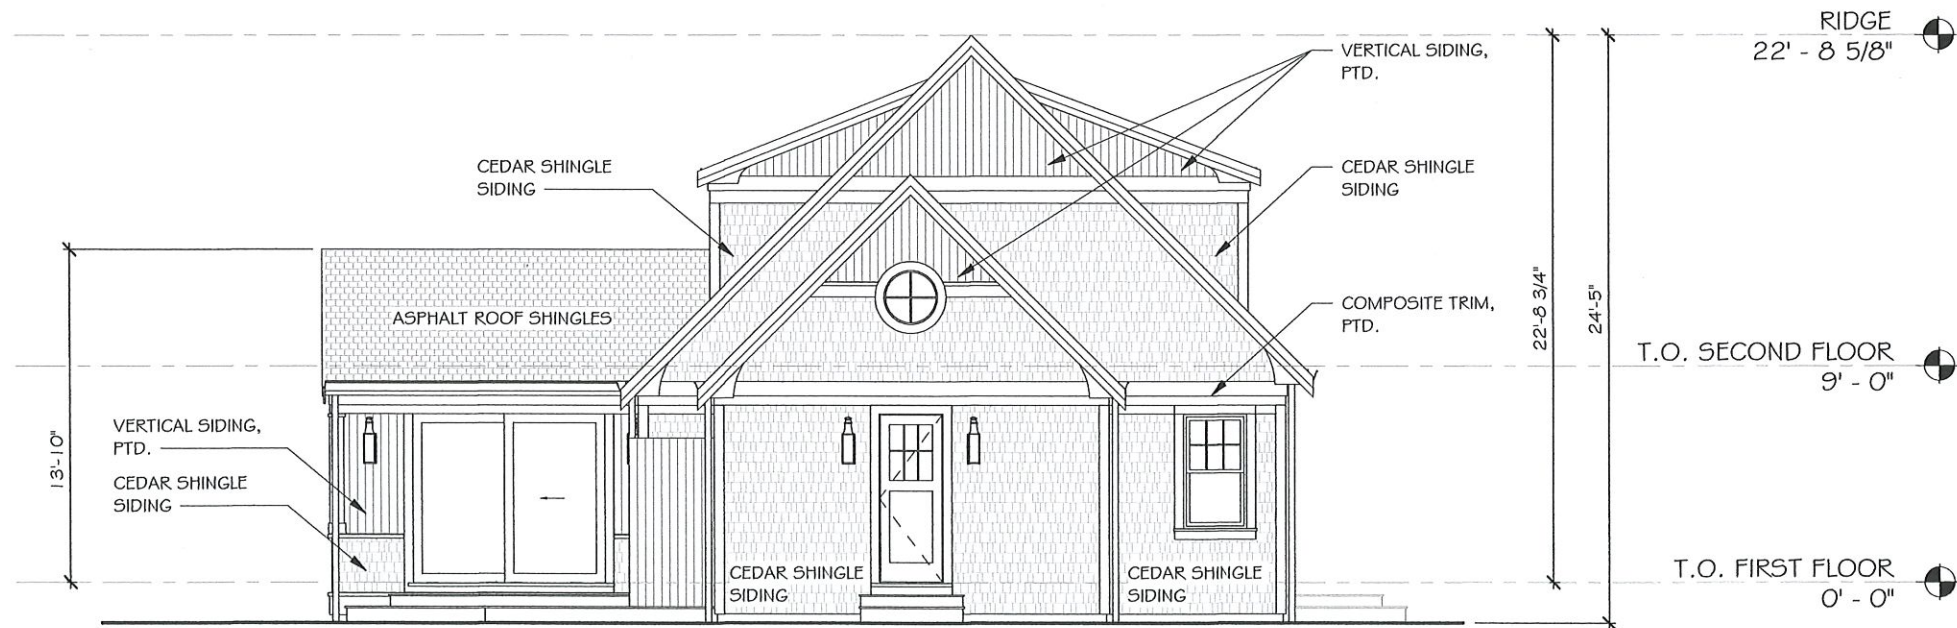 RIDGE
22' - 8 5/8"
VERTICAL SIDING,
PTD.
CEDAR SHINGLE
SIDING
CEDAR SHINGLE
SIDING
ASPHALT ROOF SHINGLES
COMPOSITE TRIM,
PTD.
22'-8 3/4"
24'-5"
T.O. SECOND FLOOR
9' - 0"
13'-10"
VERTICAL SIDING,
PTD.
CEDAR SHINGLE
SIDING
CEDAR SHINGLE
SIDING
CEDAR SHINGLE
SIDING
T.O. FIRST FLOOR
0' - 0"